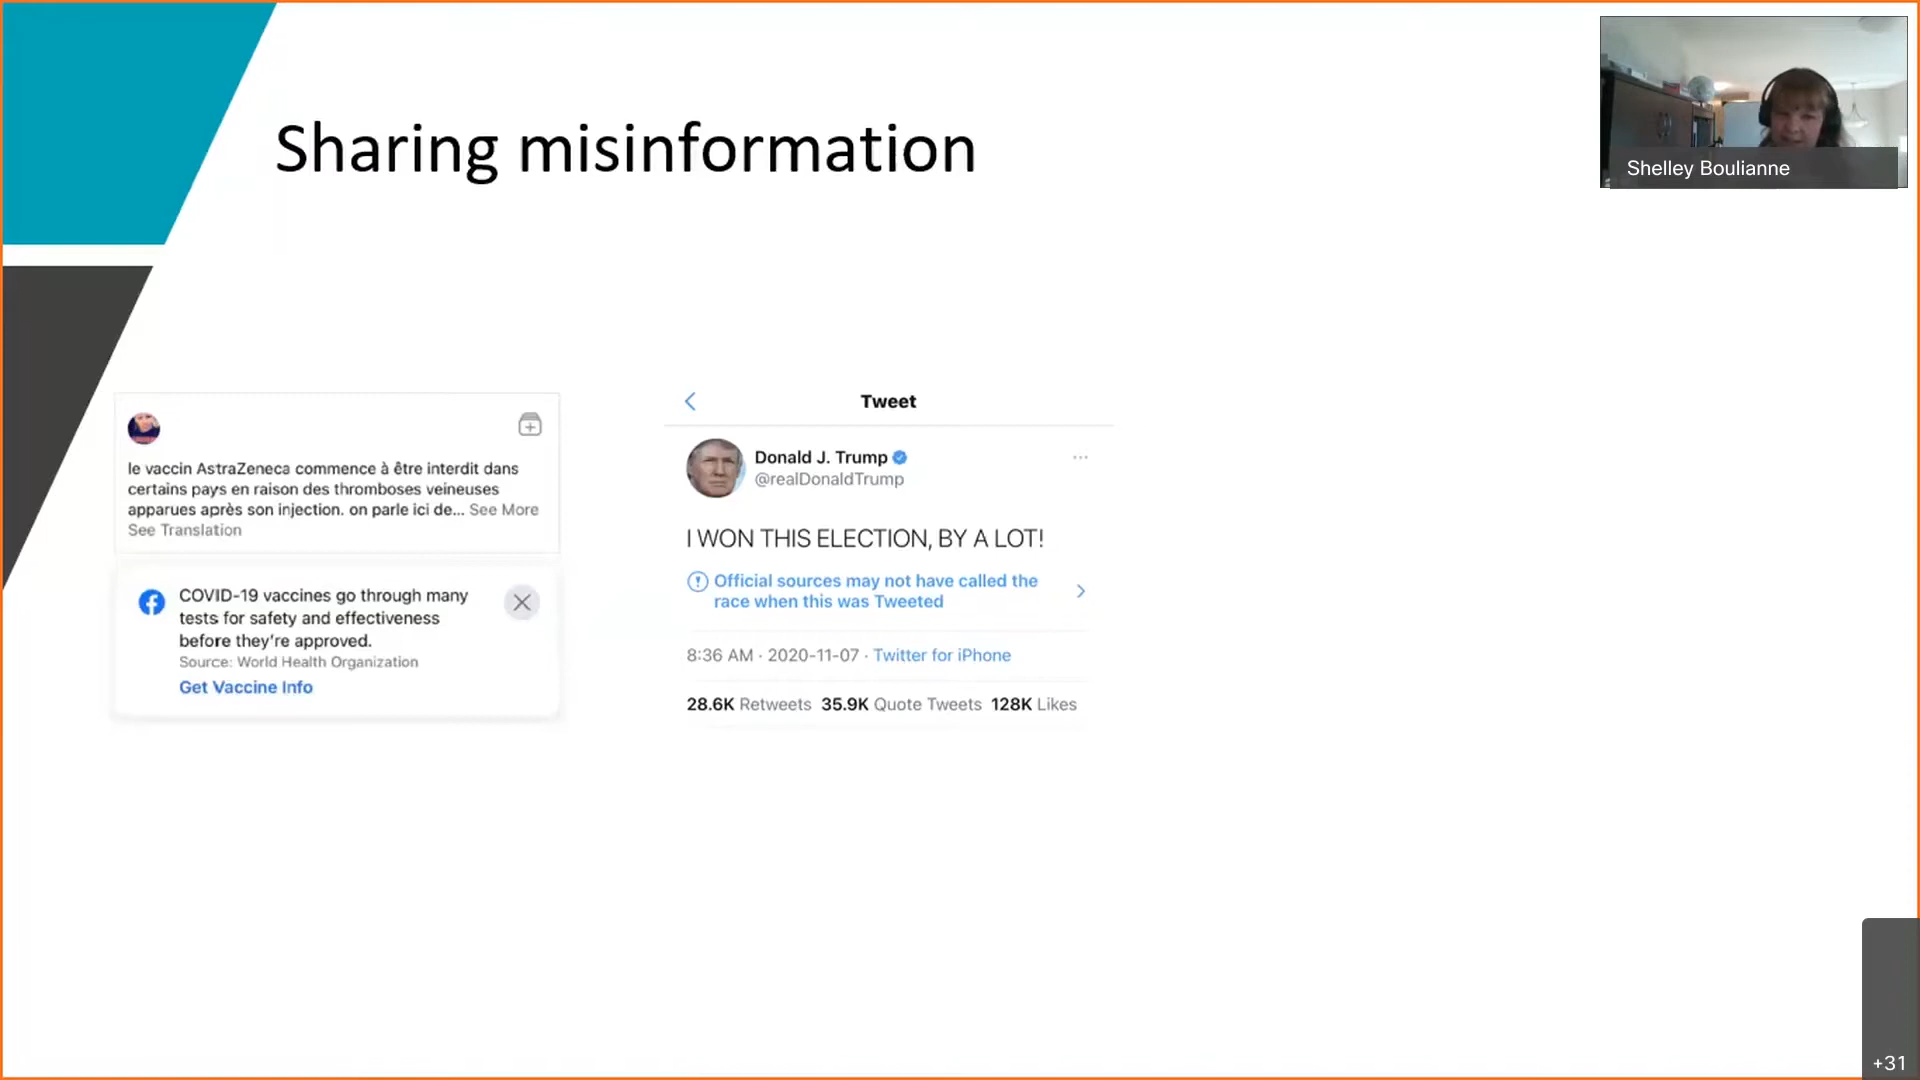 Sharing misinformation
Shelley Boulianne
le vaccin AstraZeneca commence à être interdit dans
certains pays en raison des thromboses veineuses
apparues après son injection. on parle ici de... See More
See Translation
COVID-19 vaccines go through many
tests for safety and effectiveness
before they're approved.
Source: World Health Organization
Get Vaccine Info
Tweet
Donald J. Trump
@realDonaldTrump
I WON THIS ELECTION, BY A LOT!
Official sources may not have called the
race when this was Tweeted
8:36 AM · 2020-11-07 · Twitter for iPhone
28.6K Retweets 35.9K Quote Tweets 128K Likes
+31